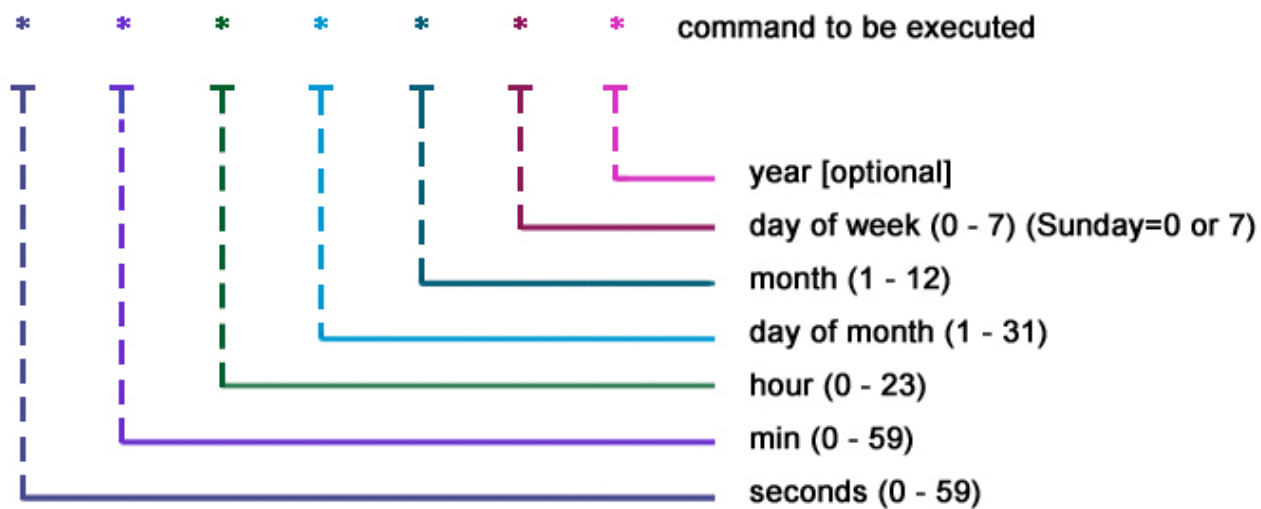 * * * * * * * command to be executed
year [optional]
day of week (0 - 7) (Sunday=0 or 7)
month (1 - 12)
day of month (1 - 31)
hour (0 - 23)
min (0 - 59)
seconds (0 - 59)